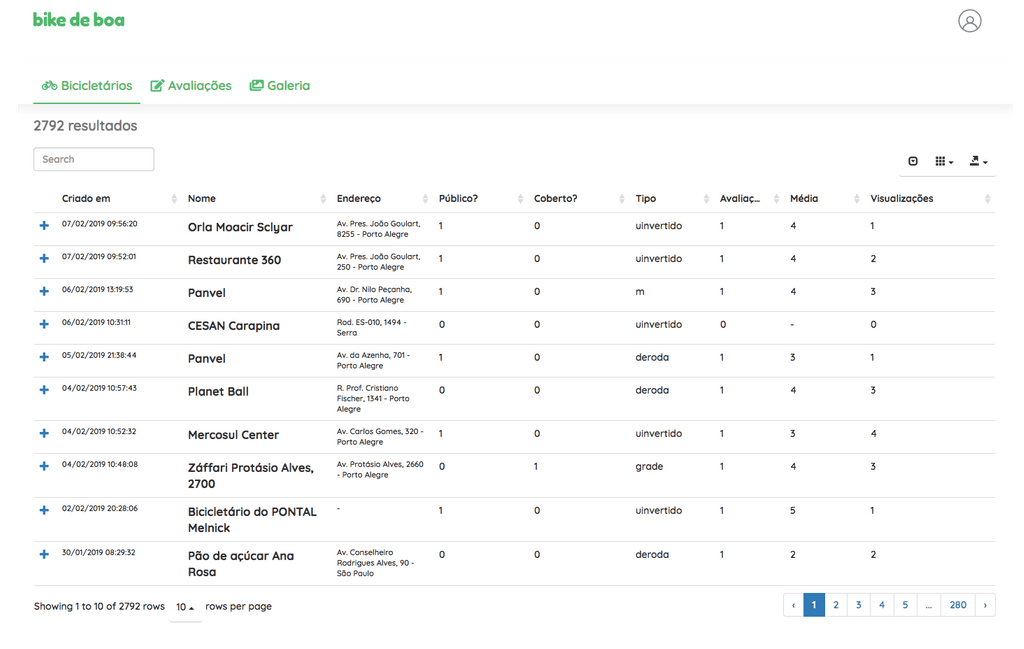 bike de boa
Bicicletários Avaliações Galeria
2792 resultados
Search
Criado em Nome Endereço Público? Coberto? Tipo Avaliaç... Média Visualizações
07/02/2019 09:56:20 Orla Moacir Sclyar Av. Pres. João Goulart, 1 0 uinvertido 1 4 1
8255 - Porto Alegre
07/02/2019 09:52:01 Restaurante 360 Av. Pres. João Goulart, 1 0 uinvertido 1 4 2
250 - Porto Alegre
06/02/2019 13:19:53 Panvel Av. Dr. Nilo Peçanha, 1 0 m 1 4 3
690 - Porto Alegre
06/02/2019 10:31:11 CESAN Carapina Rod. ES-010, 1494 - 0 0 uinvertido 0 - 0
Serra
05/02/2019 21:38:44 Panvel Av. da Azenha, 701 - 1 0 deroda 1 3 1
Porto Alegre
04/02/2019 10:57:43 Planet Ball R. Prof. Cristiano 0 0 deroda 1 4 3
Fischer, 1341 - Porto
Alegre
04/02/2019 10:52:32 Mercosul Center Av. Carlos Gomes, 320 - 1 0 uinvertido 1 3 4
Porto Alegre
04/02/2019 10:48:08 Záffari Protásio Alves, Av. Protásio Alves, 2660 0 1 grade 1 4 3
2700 - Porto Alegre
02/02/2019 20:28:06 Bicicletário do PONTAL - 1 0 uinvertido 1 5 1
Melnick
30/01/2019 08:29:32 Pão de açúcar Ana Av. Conselheiro 0 0 deroda 1 2 2
Rosa Rodrigues Alves, 90 -
São Paulo
Showing 1 to 10 of 2792 rows 10 rows per page ‹ 1 2 3 4 5 ... 280 ›